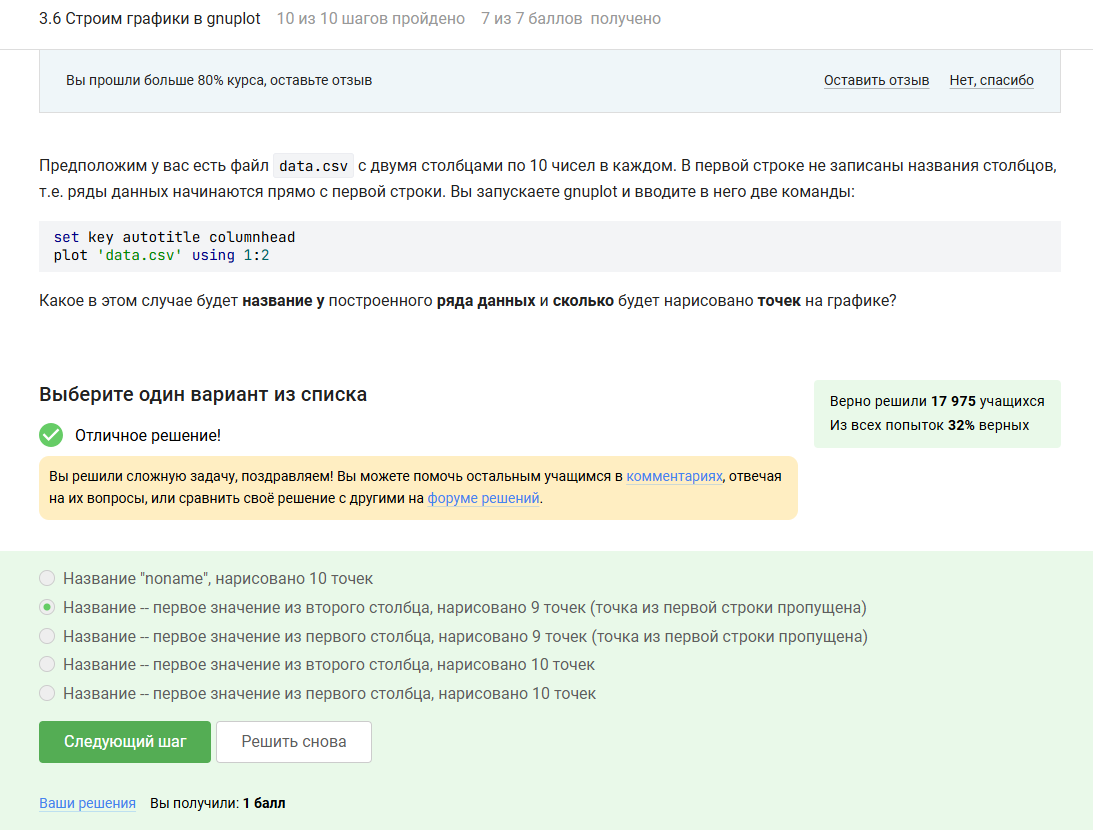 3.6 Строим графики в gnuplot 10 из 10 шагов пройдено 7 из 7 баллов получено
Вы прошли больше 80% курса, оставьте отзыв Оставить отзыв Нет, спасибо
Предположим у вас есть файл data.csv с двумя столбцами по 10 чисел в каждом. В первой строке не записаны названия столбцов,
т.е. ряды данных начинаются прямо с первой строки. Вы запускаете gnuplot и вводите в него две команды:
set key autotitle columnhead
plot 'data.csv' using 1:2
Какое в этом случае будет название у построенного ряда данных и сколько будет нарисовано точек на графике?
Выберите один вариант из списка
Верно решили 17 975 учащихся
Из всех попыток 32% верных
Отличное решение!
Вы решили сложную задачу, поздравляем! Вы можете помочь остальным учащимся в комментариях, отвечая
на их вопросы, или сравнить своё решение с другими на форуме решений.
Название "noname", нарисовано 10 точек
Название -- первое значение из второго столбца, нарисовано 9 точек (точка из первой строки пропущена)
Название -- первое значение из первого столбца, нарисовано 9 точек (точка из первой строки пропущена)
Название -- первое значение из второго столбца, нарисовано 10 точек
Название -- первое значение из первого столбца, нарисовано 10 точек
Следующий шаг Решить снова
Ваши решения Вы получили: 1 балл